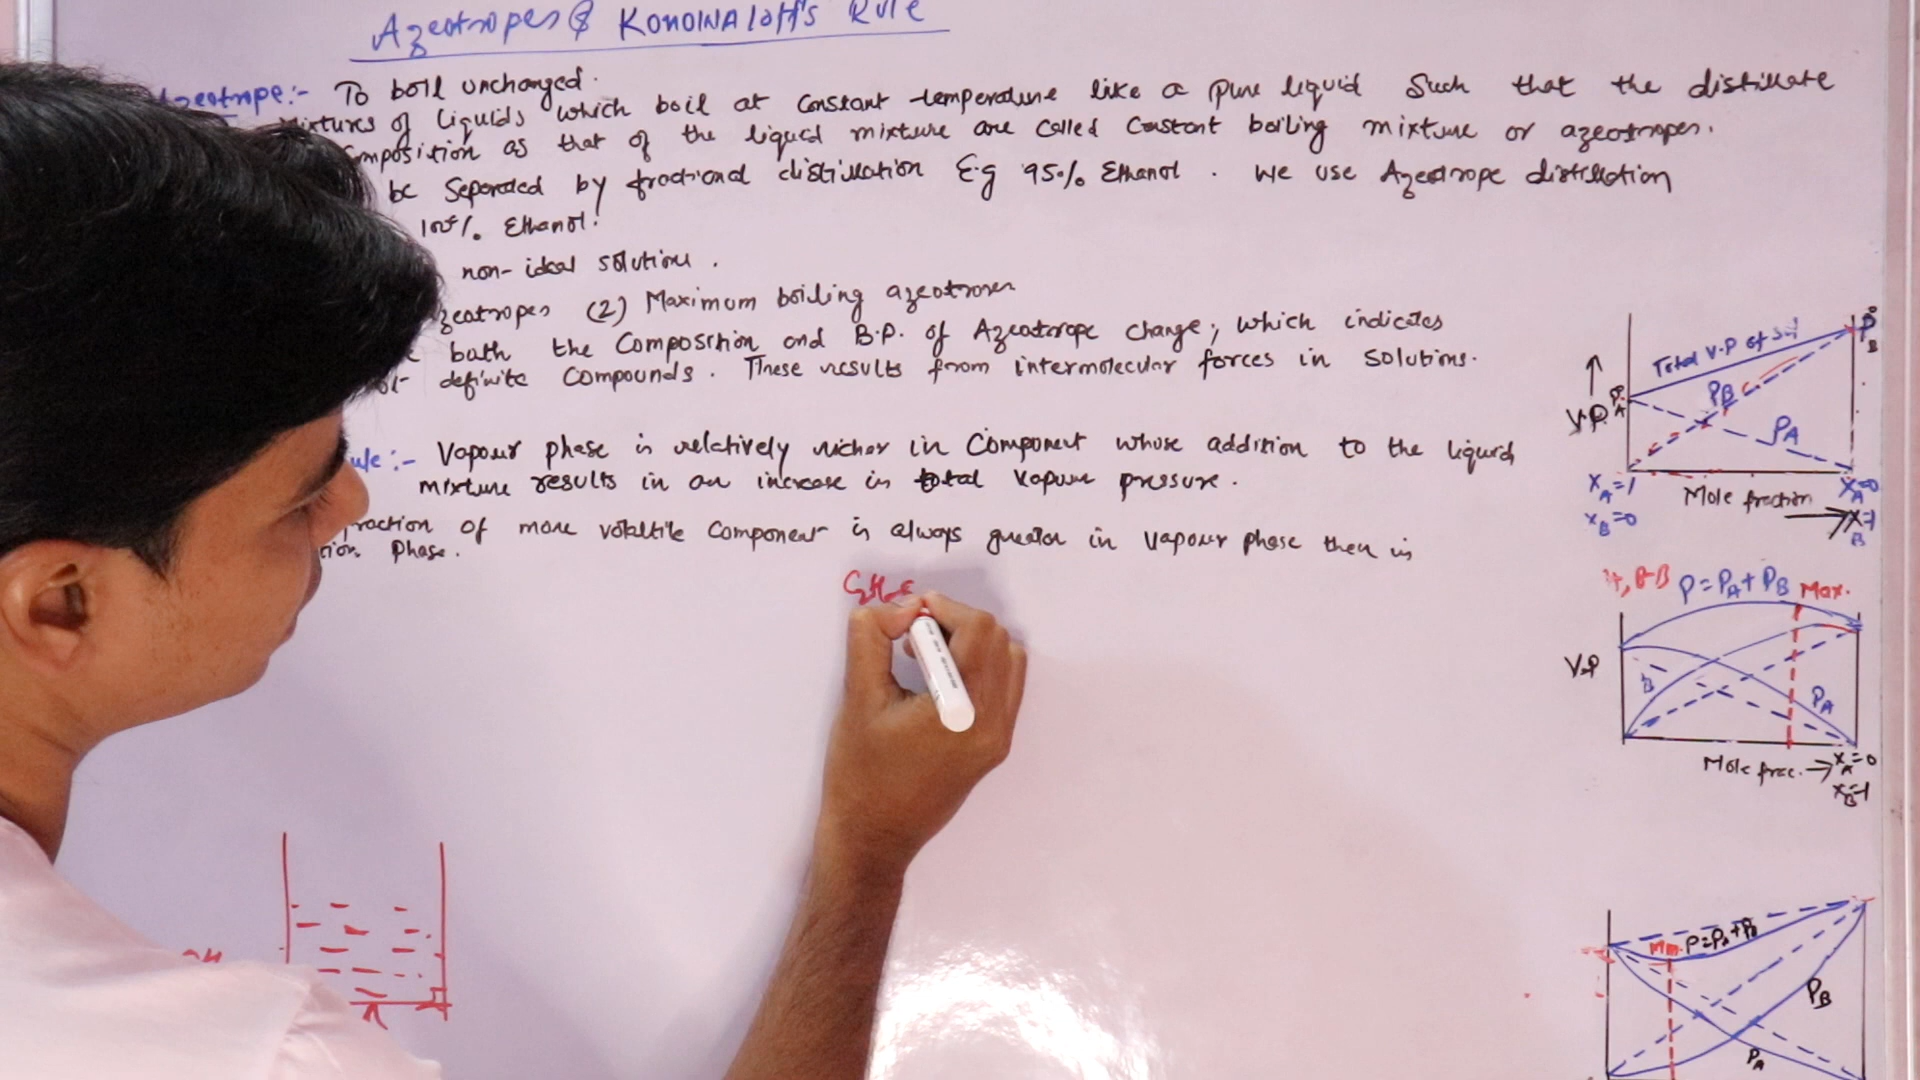 Azeotropes & KONOWALOFF'S RULE
Azeotrope:- To boil unchanged.
Mixtures of liquids which boil at constant temperature like a pure liquid such that the distillate
composition as that of the liquid mixture are called constant boiling mixture or azeotropes.
be separated by fractional distillation E.g 95% Ethanol. We use Azeotrope distillation
100% Ethanol.
non-ideal solutions.
zeotropes (2) Maximum boiling azeotropes
both the composition and B.P. of Azeotrope change, which indicates
definite compounds. These results from intermolecular forces in solutions.
ule:- Vapour phase is relatively richer in component whose addition to the liquid
mixture results in an increase in total vapour pressure.
raction of more volatile component is always greater in vapour phase then in
tion phase.
V.P
P°A
Total V.P of Sol
P°B
PB
PA
XA=1
XB=0
Mole fraction
XA=0
XB=1
P=PA+PB Max.
V.P
PA
Mole frac.
XA=0
XB=1
Min P=PA+PB
PB
PA